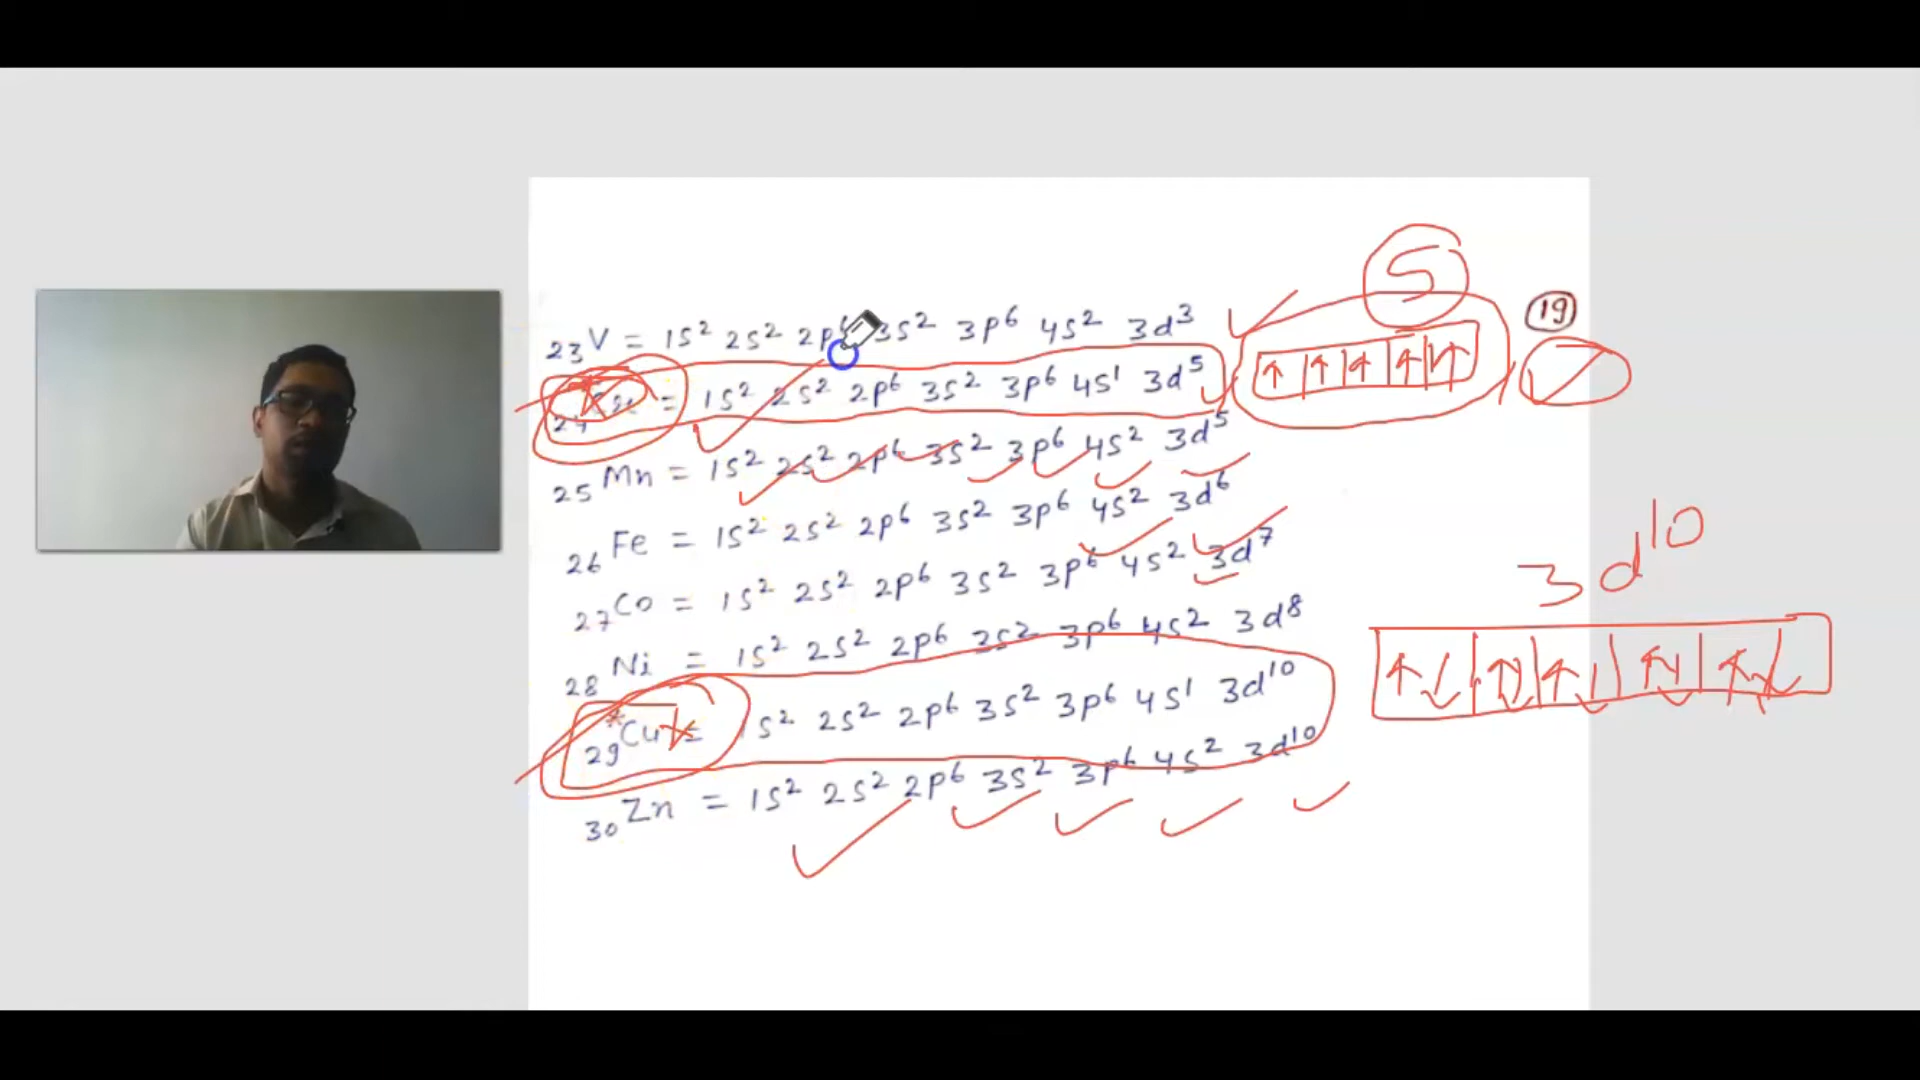 23V = 1S² 2S² 2p⁶ 3S² 3p⁶ 4S² 3d³
24 = 1S² 2S² 2p⁶ 3S² 3p⁶ 4S¹ 3d⁵
25Mn = 1S² 2S² 2p⁶ 3S² 3p⁶ 4S² 3d⁵
26Fe = 1S² 2S² 2p⁶ 3S² 3p⁶ 4S² 3d⁶
27Co = 1S² 2S² 2p⁶ 3S² 3p⁶ 4S² 3d⁷
28Ni = 1S² 2S² 2p⁶ 3S² 3p⁶ 4S² 3d⁸
*29Cu = 1S² 2S² 2p⁶ 3S² 3p⁶ 4S¹ 3d¹⁰
30Zn = 1S² 2S² 2p⁶ 3S² 3p⁶ 4S² 3d¹⁰
5
19
3d¹⁰